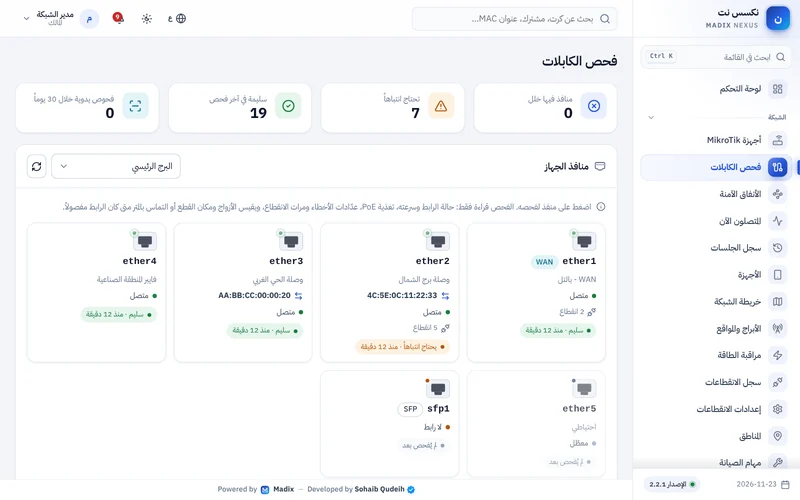 نكسس نت
MADIX NEXUS
ن
بحث عن كرت، مشترك، عنوان MAC...
ع
9
م
مدير الشبكة
المالك
ابحث في القائمة
Ctrl K
لوحة التحكم
الشبكة
أجهزة MikroTik
فحص الكابلات
الأنفاق الآمنة
المتصلون الآن
سجل الجلسات
الأجهزة
خريطة الشبكة
الأبراج والمواقع
مراقبة الطاقة
سجل الانقطاعات
إعدادات الانقطاعات
المناطق
مهام الصيانة
2026-11-23
الإصدار 2.2.1
فحص الكابلات
منافذ فيها خلل
0
تحتاج انتباهاً
7
سليمة في آخر فحص
19
فحوص يدوية خلال 30 يوماً
0
منافذ الجهاز
البرج الرئيسي
اضغط على منفذ لفحصه. الفحص قراءة فقط: حالة الرابط وسرعته، تغذية PoE، عدّادات الأخطاء ومرات الانقطاع، ويقيس الأزواج ومكان القطع أو التماس بالمتر متى كان الرابط مفصولاً.
ether1 WAN
WAN - بالتل
متصل
2 انقطاع
سليم · منذ 12 دقيقة
ether2
وصلة برج الشمال
4C:5E:0C:11:22:33
متصل
5 انقطاع
يحتاج انتباهاً · منذ 12 دقيقة
ether3
وصلة الحي الغربي
AA:BB:CC:00:00:20
متصل
سليم · منذ 12 دقيقة
ether4
فايبر المنطقة الصناعية
متصل
سليم · منذ 12 دقيقة
ether5
احتياطي
معطّل
لم يُفحص بعد
sfp1 SFP
لا رابط
لم يُفحص بعد
Powered by Madix — Developed by Sohaib Qudeih